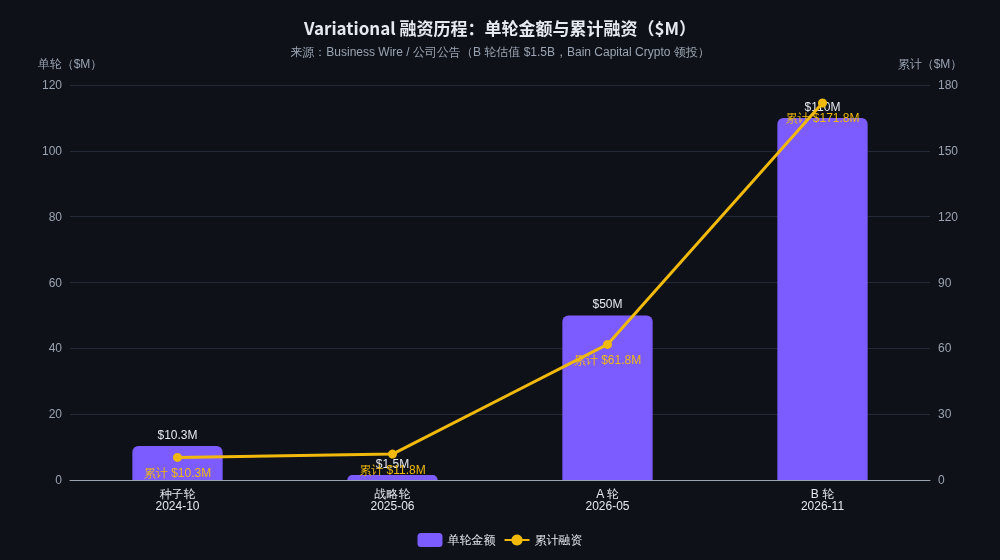 Variational 融资历程：单轮金额与累计融资（$M）
来源：Business Wire / 公司公告（B 轮估值 $1.5B，Bain Capital Crypto 领投）
单轮（$M）
累计（$M）
120
100
80
60
40
20
0
180
150
120
90
60
30
0
$10.3M
累计 $10.3M
$1.5M
累计 $11.8M
$50M
累计 $61.8M
$110M
累计 $171.8M
种子轮
2024-10
战略轮
2025-06
A 轮
2026-05
B 轮
2026-11
单轮金额
累计融资